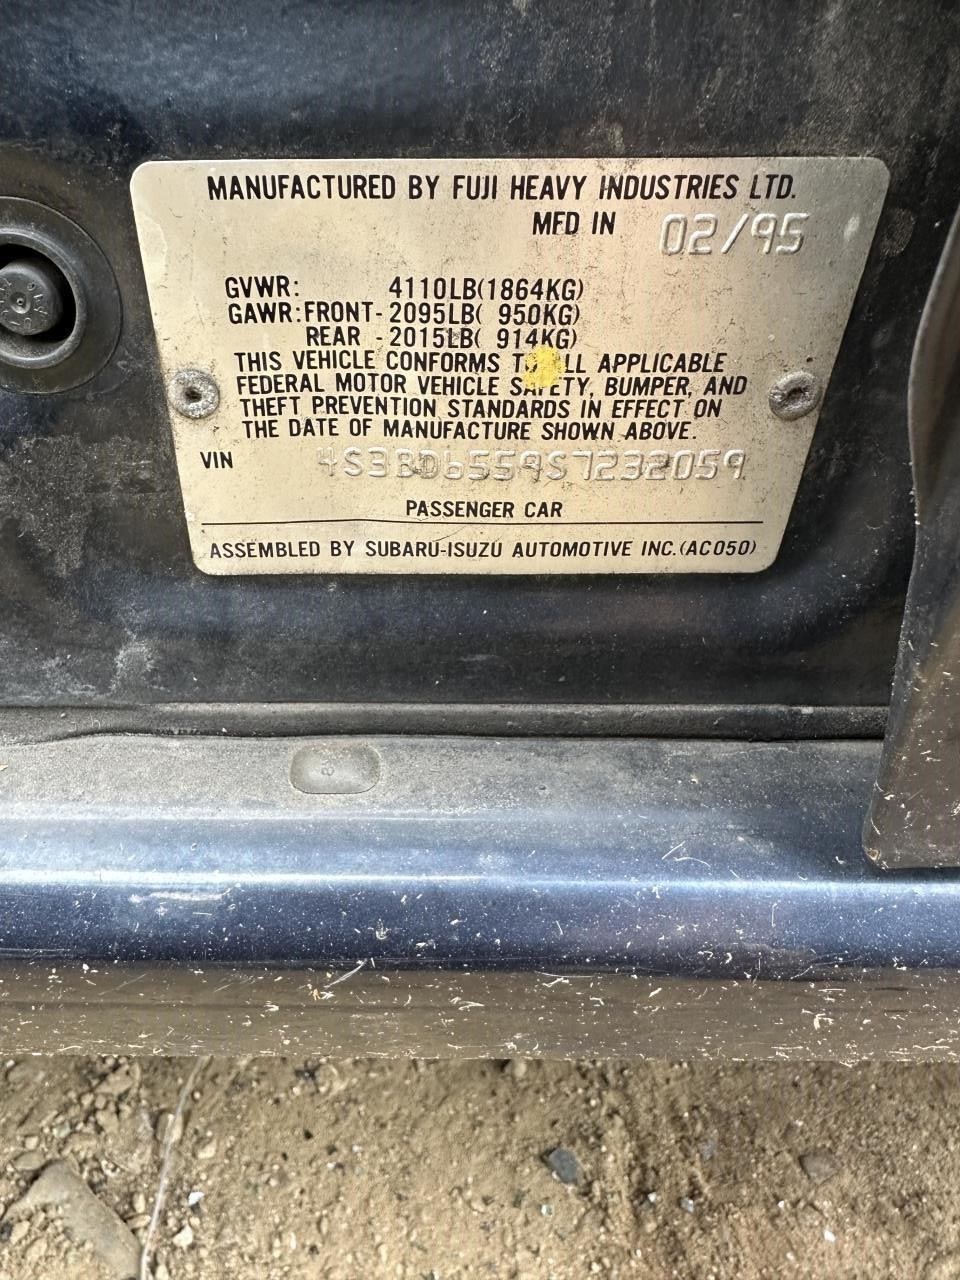 MANUFACTURED BY FUJI HEAVY INDUSTRIES LTD.
MFD IN 02/95
GVWR: 4110LB(1864KG)
GAWR:FRONT-2095LB( 950KG)
REAR -2015LB( 914KG)
THIS VEHICLE CONFORMS TO ALL APPLICABLE
FEDERAL MOTOR VEHICLE SAFETY, BUMPER, AND
THEFT PREVENTION STANDARDS IN EFFECT ON
THE DATE OF MANUFACTURE SHOWN ABOVE.
VIN 4S3BD6559S7232059
PASSENGER CAR
ASSEMBLED BY SUBARU-ISUZU AUTOMOTIVE INC.(AC050)